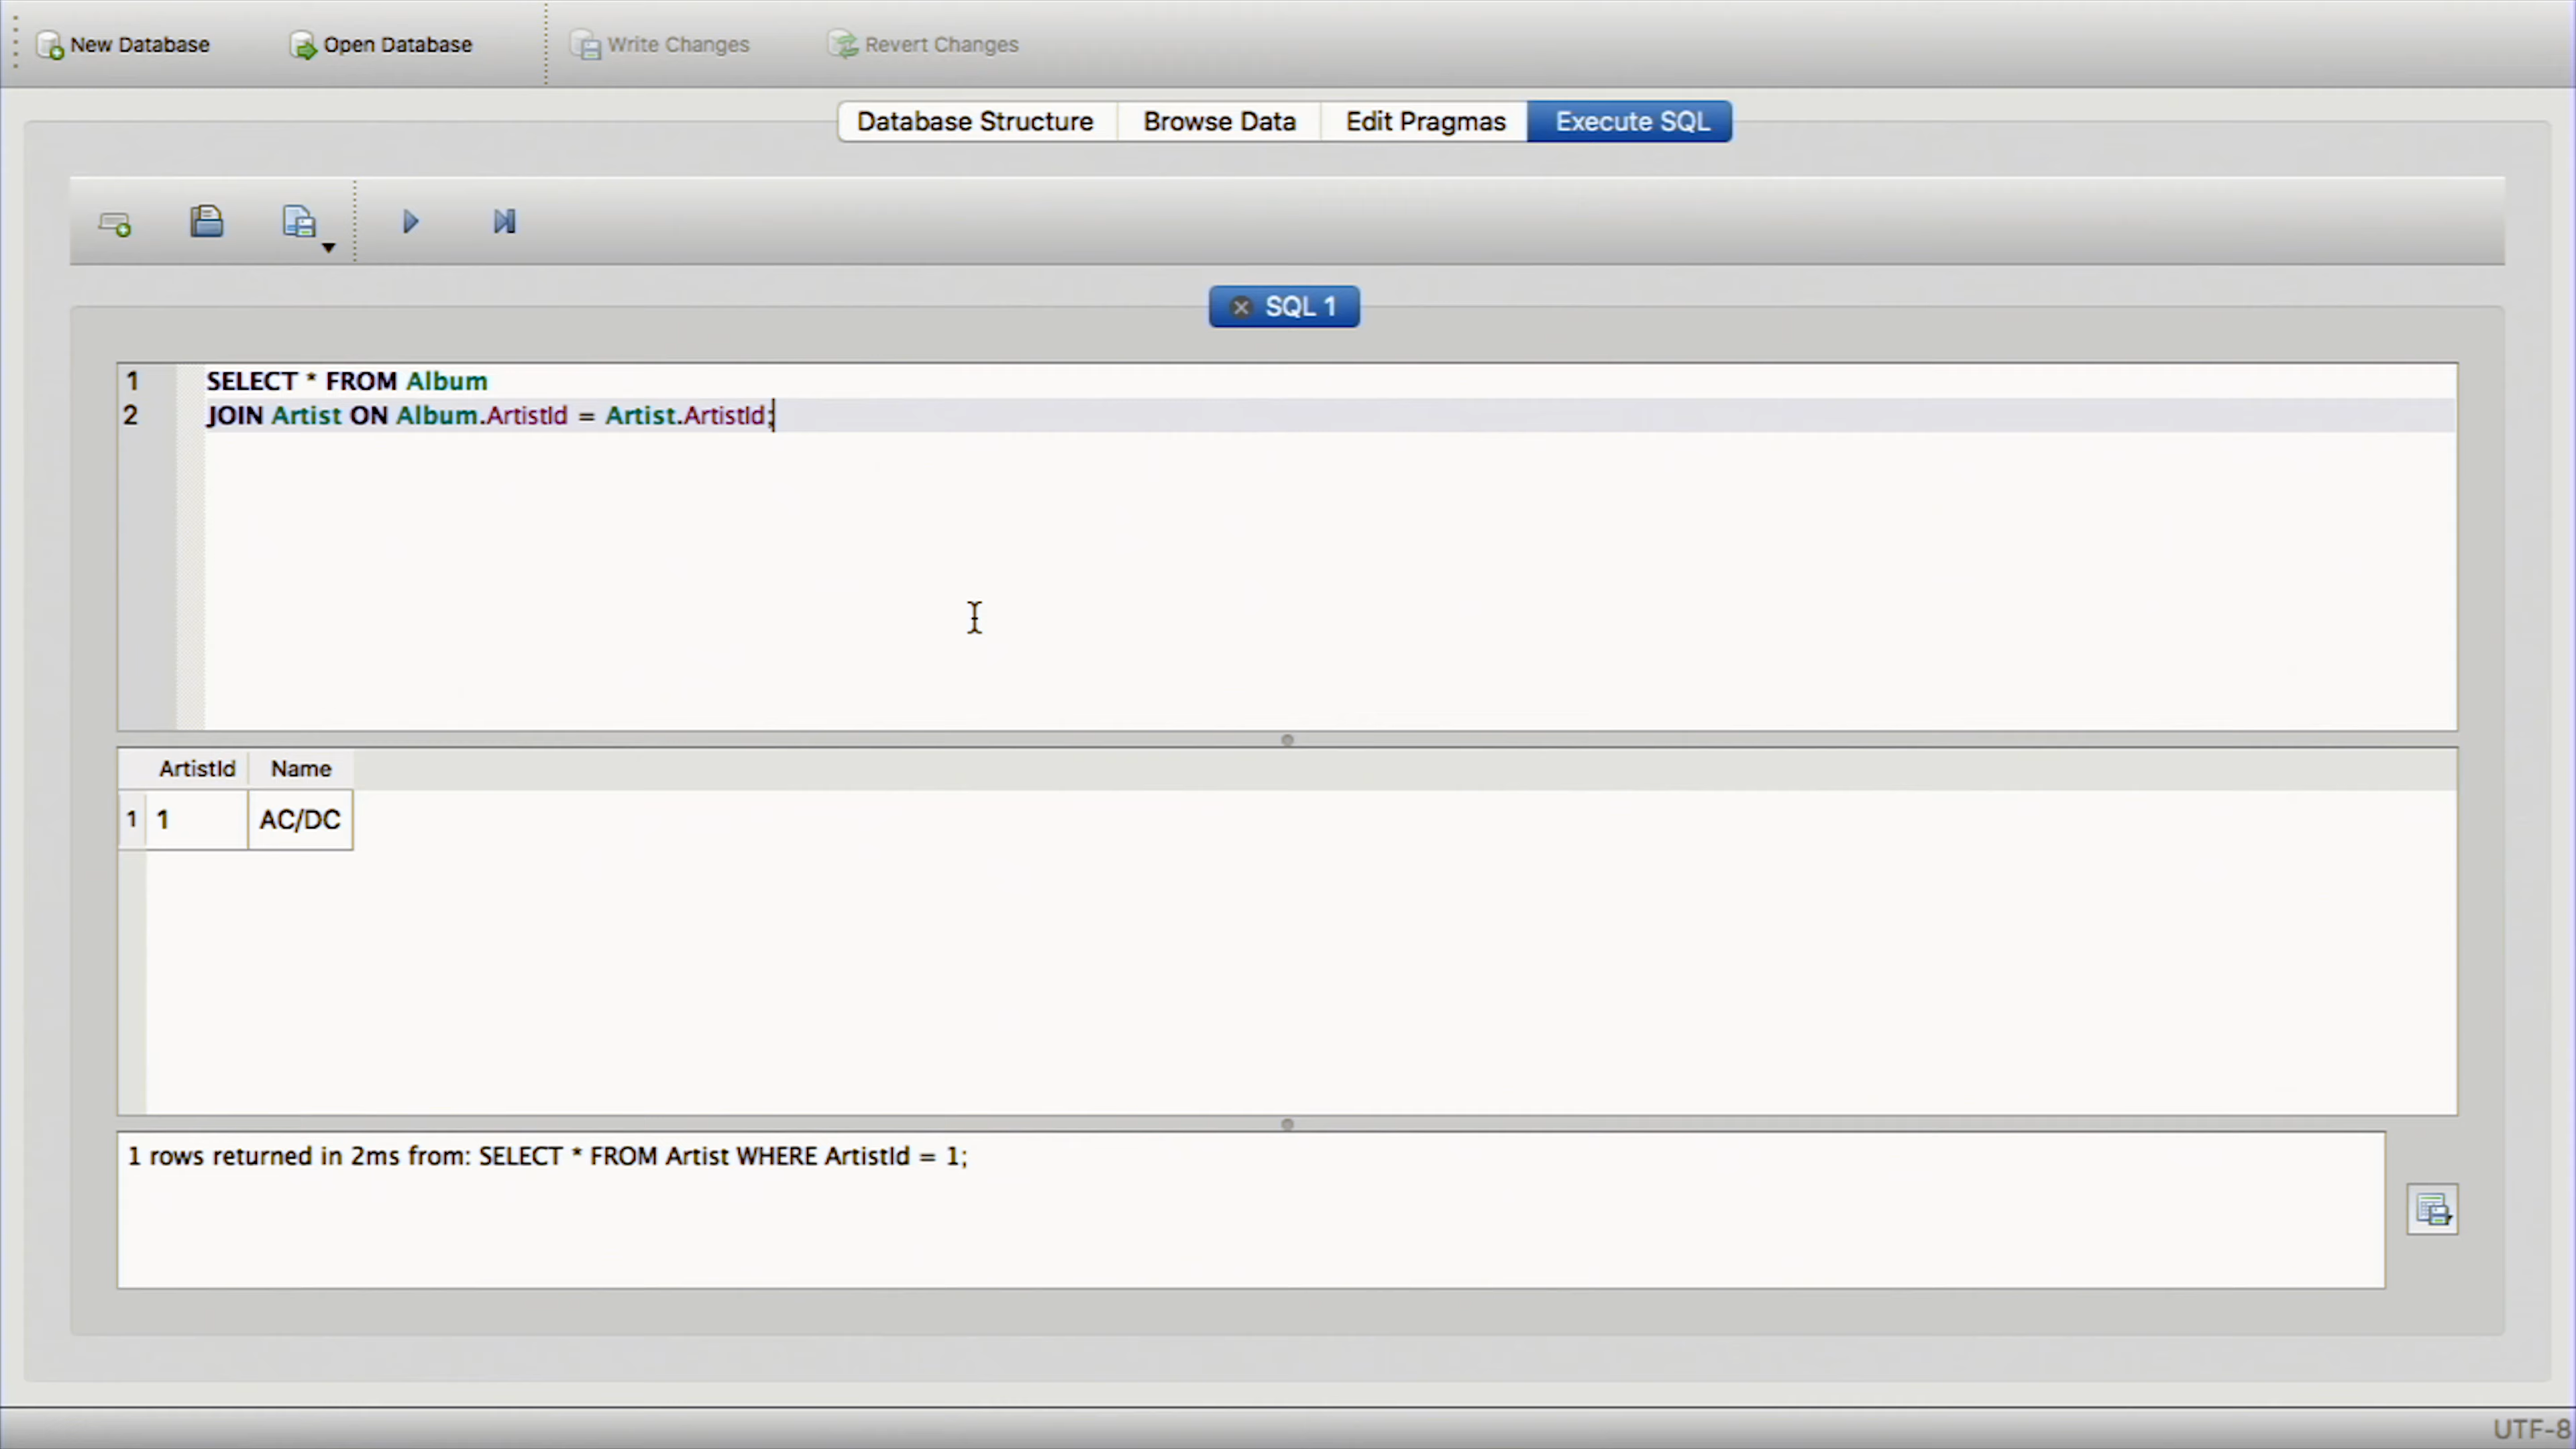 New Database Open Database Write Changes Revert Changes
Database Structure Browse Data Edit Pragmas Execute SQL
SQL 1
1 SELECT * FROM Album
2 JOIN Artist ON Album.ArtistId = Artist.ArtistId;
ArtistId Name
1 1 AC/DC
1 rows returned in 2ms from: SELECT * FROM Artist WHERE ArtistId = 1;
UTF-8